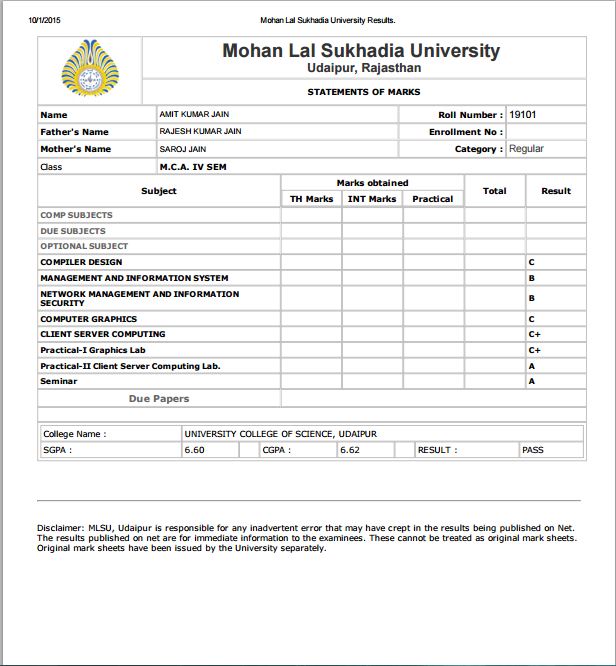 10/1/2015 Mohan Lal Sukhadia University Results.
Mohan Lal Sukhadia University
Udaipur, Rajasthan
STATEMENTS OF MARKS
Name AMIT KUMAR JAIN Roll Number : 19101
Father's Name RAJESH KUMAR JAIN Enrollment No :
Mother's Name SAROJ JAIN Category : Regular
Class M.C.A. IV SEM
Subject Marks obtained Total Result
TH Marks INT Marks Practical
COMP SUBJECTS
DUE SUBJECTS
OPTIONAL SUBJECT
COMPILER DESIGN C
MANAGEMENT AND INFORMATION SYSTEM B
NETWORK MANAGEMENT AND INFORMATION
SECURITY B
COMPUTER GRAPHICS C
CLIENT SERVER COMPUTING C+
Practical-I Graphics Lab C+
Practical-II Client Server Computing Lab. A
Seminar A
Due Papers
College Name : UNIVERSITY COLLEGE OF SCIENCE, UDAIPUR
SGPA : 6.60 CGPA : 6.62 RESULT : PASS
Disclaimer: MLSU, Udaipur is responsible for any inadvertent error that may have crept in the results being published on Net.
The results published on net are for immediate information to the examinees. These cannot be treated as original mark sheets.
Original mark sheets have been issued by the University separately.